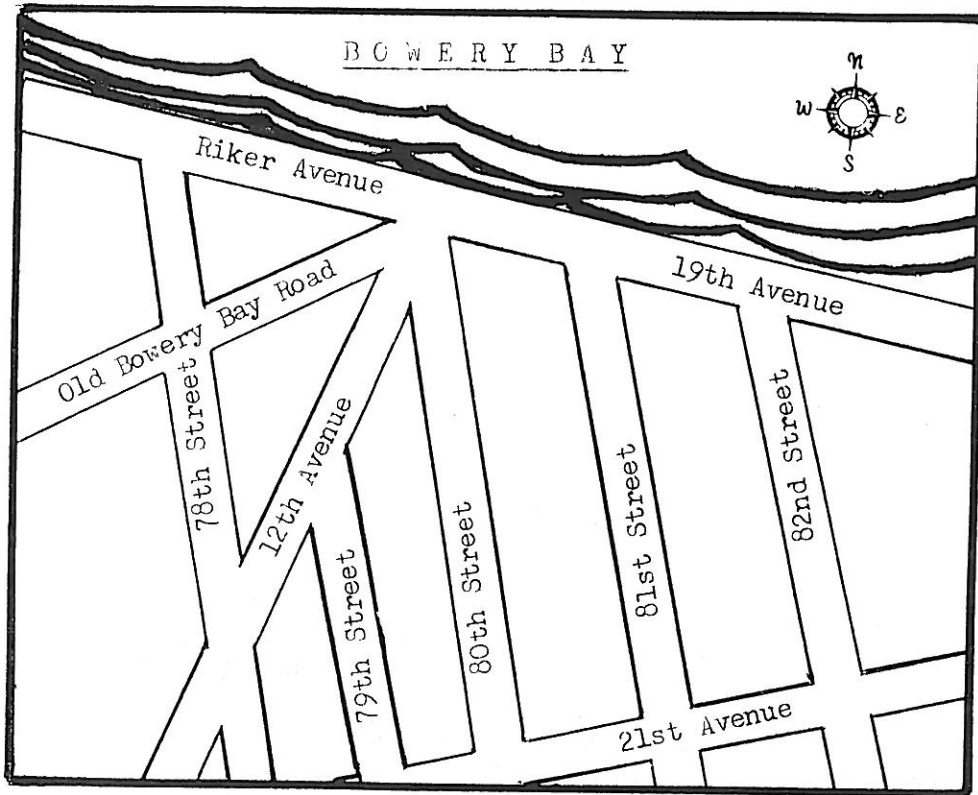 BOWERY BAY
N
W
E
S
Riker Avenue
19th Avenue
Old Bowery Bay Road
78th Street
12th Avenue
79th Street
80th Street
81st Street
82nd Street
21st Avenue